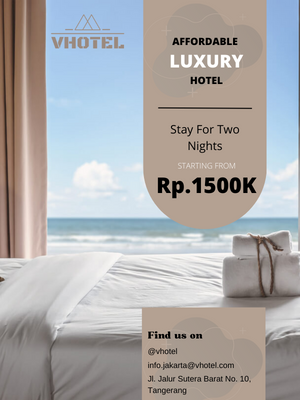 VHOTEL
AFFORDABLE
LUXURY
HOTEL
Stay For Two
Nights
STARTING FROM
Rp.1500K
Find us on
@vhotel
info.jakarta@vhotel.com
Jl. Jalur Sutera Barat No. 10,
Tangerang